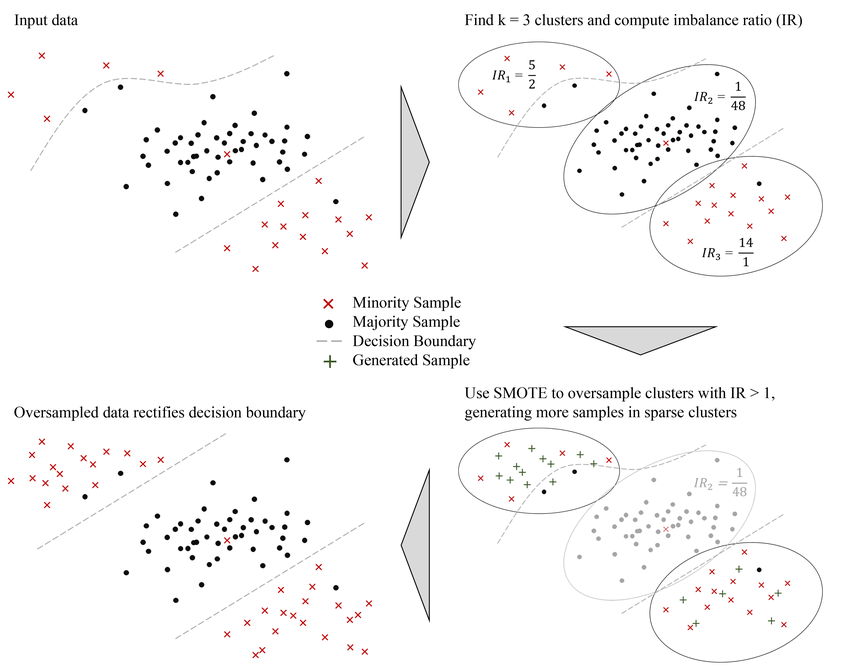 Input data
Find k = 3 clusters and compute imbalance ratio (IR)
IR₁ = 5/2
IR₂ = 1/48
IR₃ = 14/1
Minority Sample
Majority Sample
Decision Boundary
Generated Sample
Oversampled data rectifies decision boundary
Use SMOTE to oversample clusters with IR > 1,
generating more samples in sparse clusters
IR₂ = 1/48